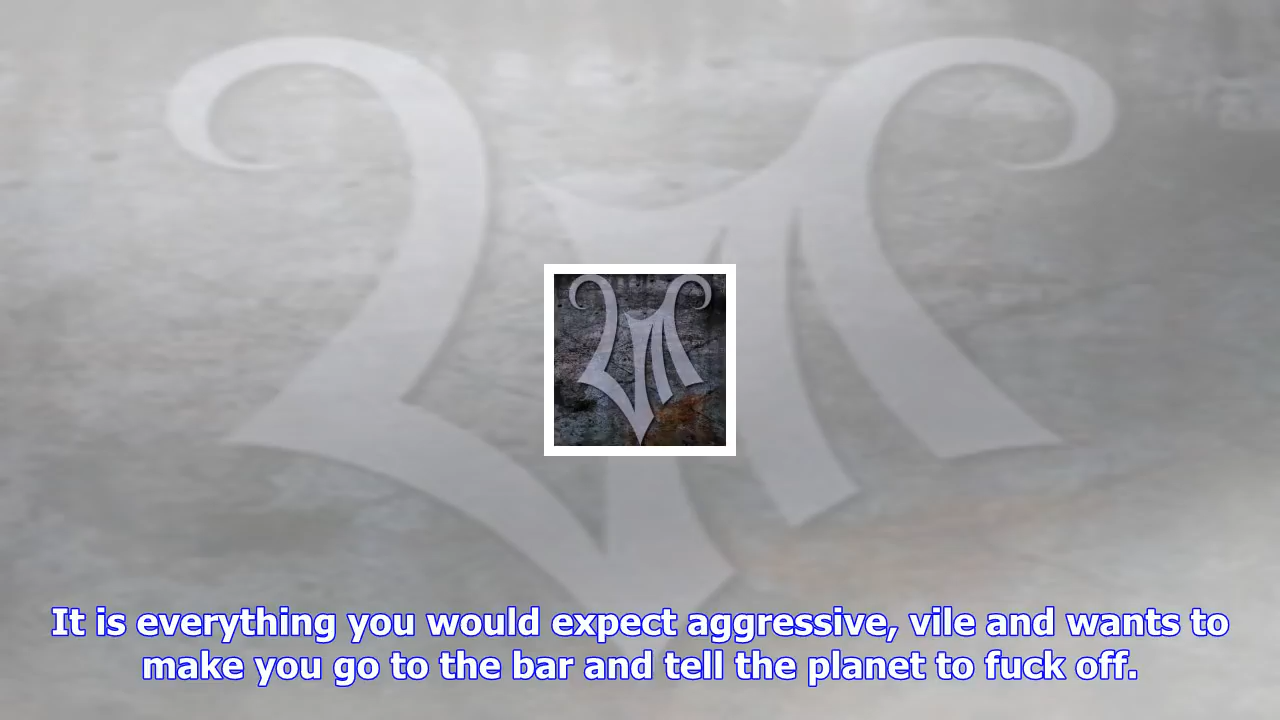 It is everything you would expect aggressive, vile and wants to
make you go to the bar and tell the planet to fuck off.